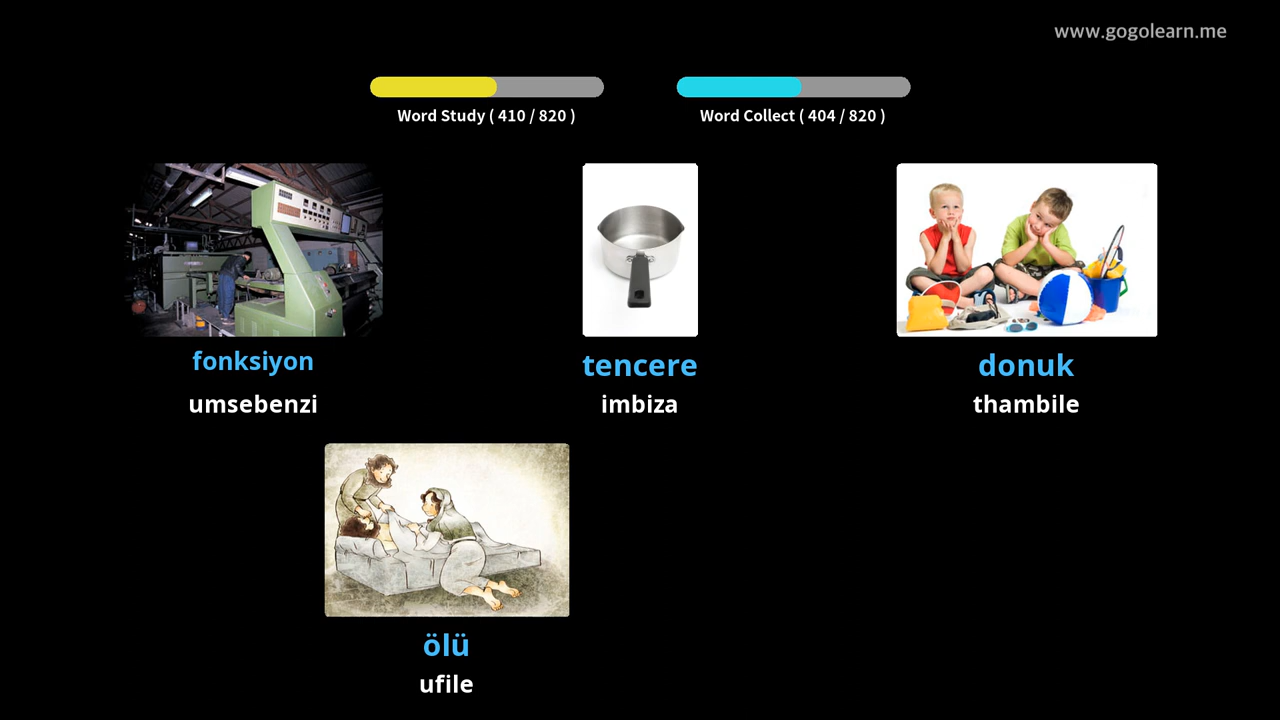 www.gogolearn.me
Word Study ( 410 / 820 )
Word Collect ( 404 / 820 )
fonksiyon
umsebenzi
tencere
imbiza
donuk
thambile
ölü
ufile